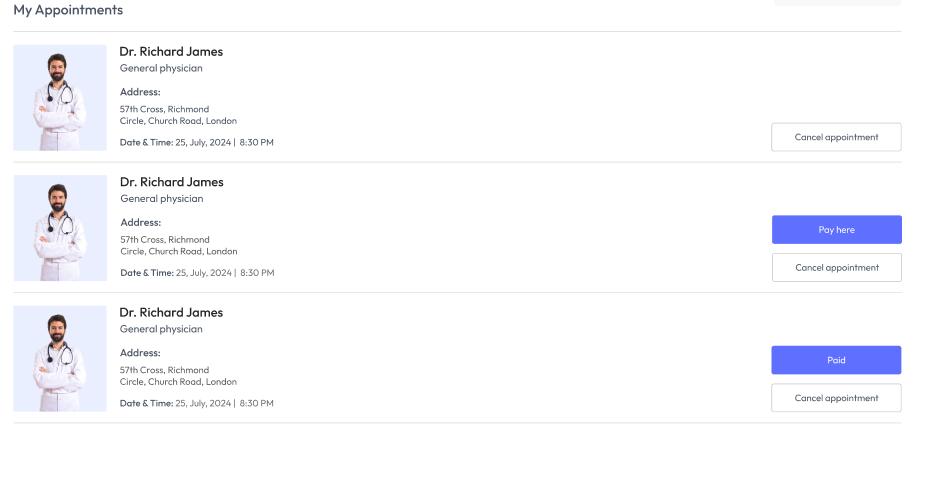 My Appointments
Dr. Richard James
General physician
Address:
57th Cross, Richmond
Circle, Church Road, London
Date & Time: 25, July, 2024 | 8:30 PM
Cancel appointment
Dr. Richard James
General physician
Address:
57th Cross, Richmond
Circle, Church Road, London
Date & Time: 25, July, 2024 | 8:30 PM
Pay here
Cancel appointment
Dr. Richard James
General physician
Address:
57th Cross, Richmond
Circle, Church Road, London
Date & Time: 25, July, 2024 | 8:30 PM
Paid
Cancel appointment